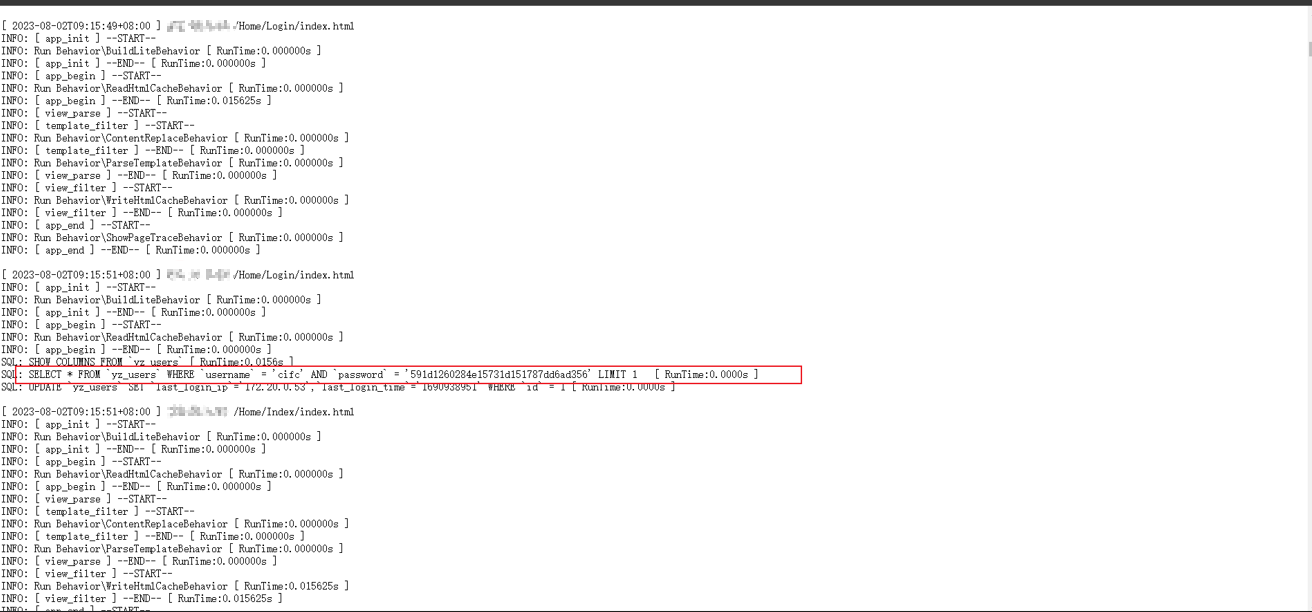 [ 2023-08-02T09:15:49+08:00 ] /Home/Login/index.html
INFO: [ app_init ] --START--
INFO: Run Behavior\BuildLiteBehavior [ RunTime:0.000000s ]
INFO: [ app_init ] --END-- [ RunTime:0.000000s ]
INFO: [ app_begin ] --START--
INFO: Run Behavior\ReadHtmlCacheBehavior [ RunTime:0.000000s ]
INFO: [ app_begin ] --END-- [ RunTime:0.015625s ]
INFO: [ view_parse ] --START--
INFO: [ template_filter ] --START--
INFO: Run Behavior\ContentReplaceBehavior [ RunTime:0.000000s ]
INFO: [ template_filter ] --END-- [ RunTime:0.000000s ]
INFO: Run Behavior\ParseTemplateBehavior [ RunTime:0.000000s ]
INFO: [ view_parse ] --END-- [ RunTime:0.000000s ]
INFO: [ view_filter ] --START--
INFO: Run Behavior\WriteHtmlCacheBehavior [ RunTime:0.000000s ]
INFO: [ view_filter ] --END-- [ RunTime:0.000000s ]
INFO: [ app_end ] --START--
INFO: Run Behavior\ShowPageTraceBehavior [ RunTime:0.000000s ]
INFO: [ app_end ] --END-- [ RunTime:0.000000s ]
[ 2023-08-02T09:15:51+08:00 ] /Home/Login/index.html
INFO: [ app_init ] --START--
INFO: Run Behavior\BuildLiteBehavior [ RunTime:0.000000s ]
INFO: [ app_init ] --END-- [ RunTime:0.000000s ]
INFO: [ app_begin ] --START--
INFO: Run Behavior\ReadHtmlCacheBehavior [ RunTime:0.000000s ]
INFO: [ app_begin ] --END-- [ RunTime:0.000000s ]
SQL: SHOW COLUMNS FROM `yz_users` [ RunTime:0.0156s ]
SQL: SELECT * FROM `yz_users` WHERE `username` = 'cifc' AND `password` = '591d1260284e15731d151787dd6ad356' LIMIT 1 [ RunTime:0.0000s ]
SQL: UPDATE `yz_users` SET `last_login_ip`='172.20.0.53',`last_login_time`='1690938951' WHERE `id` = 1 [ RunTime:0.0000s ]
[ 2023-08-02T09:15:51+08:00 ] /Home/Index/index.html
INFO: [ app_init ] --START--
INFO: Run Behavior\BuildLiteBehavior [ RunTime:0.000000s ]
INFO: [ app_init ] --END-- [ RunTime:0.000000s ]
INFO: [ app_begin ] --START--
INFO: Run Behavior\ReadHtmlCacheBehavior [ RunTime:0.000000s ]
INFO: [ app_begin ] --END-- [ RunTime:0.000000s ]
INFO: [ view_parse ] --START--
INFO: [ template_filter ] --START--
INFO: Run Behavior\ContentReplaceBehavior [ RunTime:0.000000s ]
INFO: [ template_filter ] --END-- [ RunTime:0.000000s ]
INFO: Run Behavior\ParseTemplateBehavior [ RunTime:0.000000s ]
INFO: [ view_parse ] --END-- [ RunTime:0.000000s ]
INFO: [ view_filter ] --START--
INFO: Run Behavior\WriteHtmlCacheBehavior [ RunTime:0.015625s ]
INFO: [ view_filter ] --END-- [ RunTime:0.015625s ]
INFO: [ app_end ] --START--